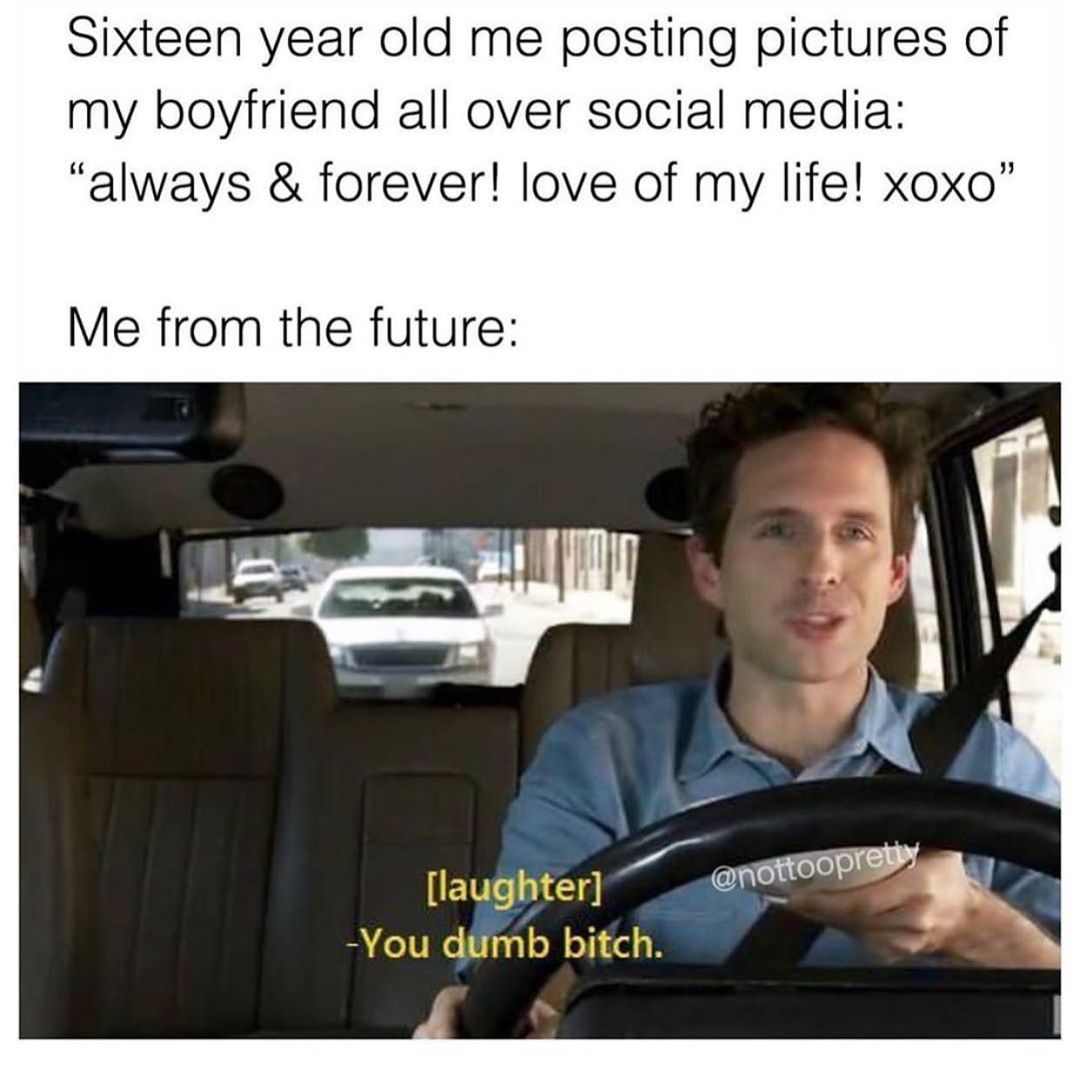 Sixteen year old me posting pictures of
my boyfriend all over social media:
“always & forever! love of my life! xoxo”
Me from the future:
[laughter]
-You dumb bitch.
@nottoopretty